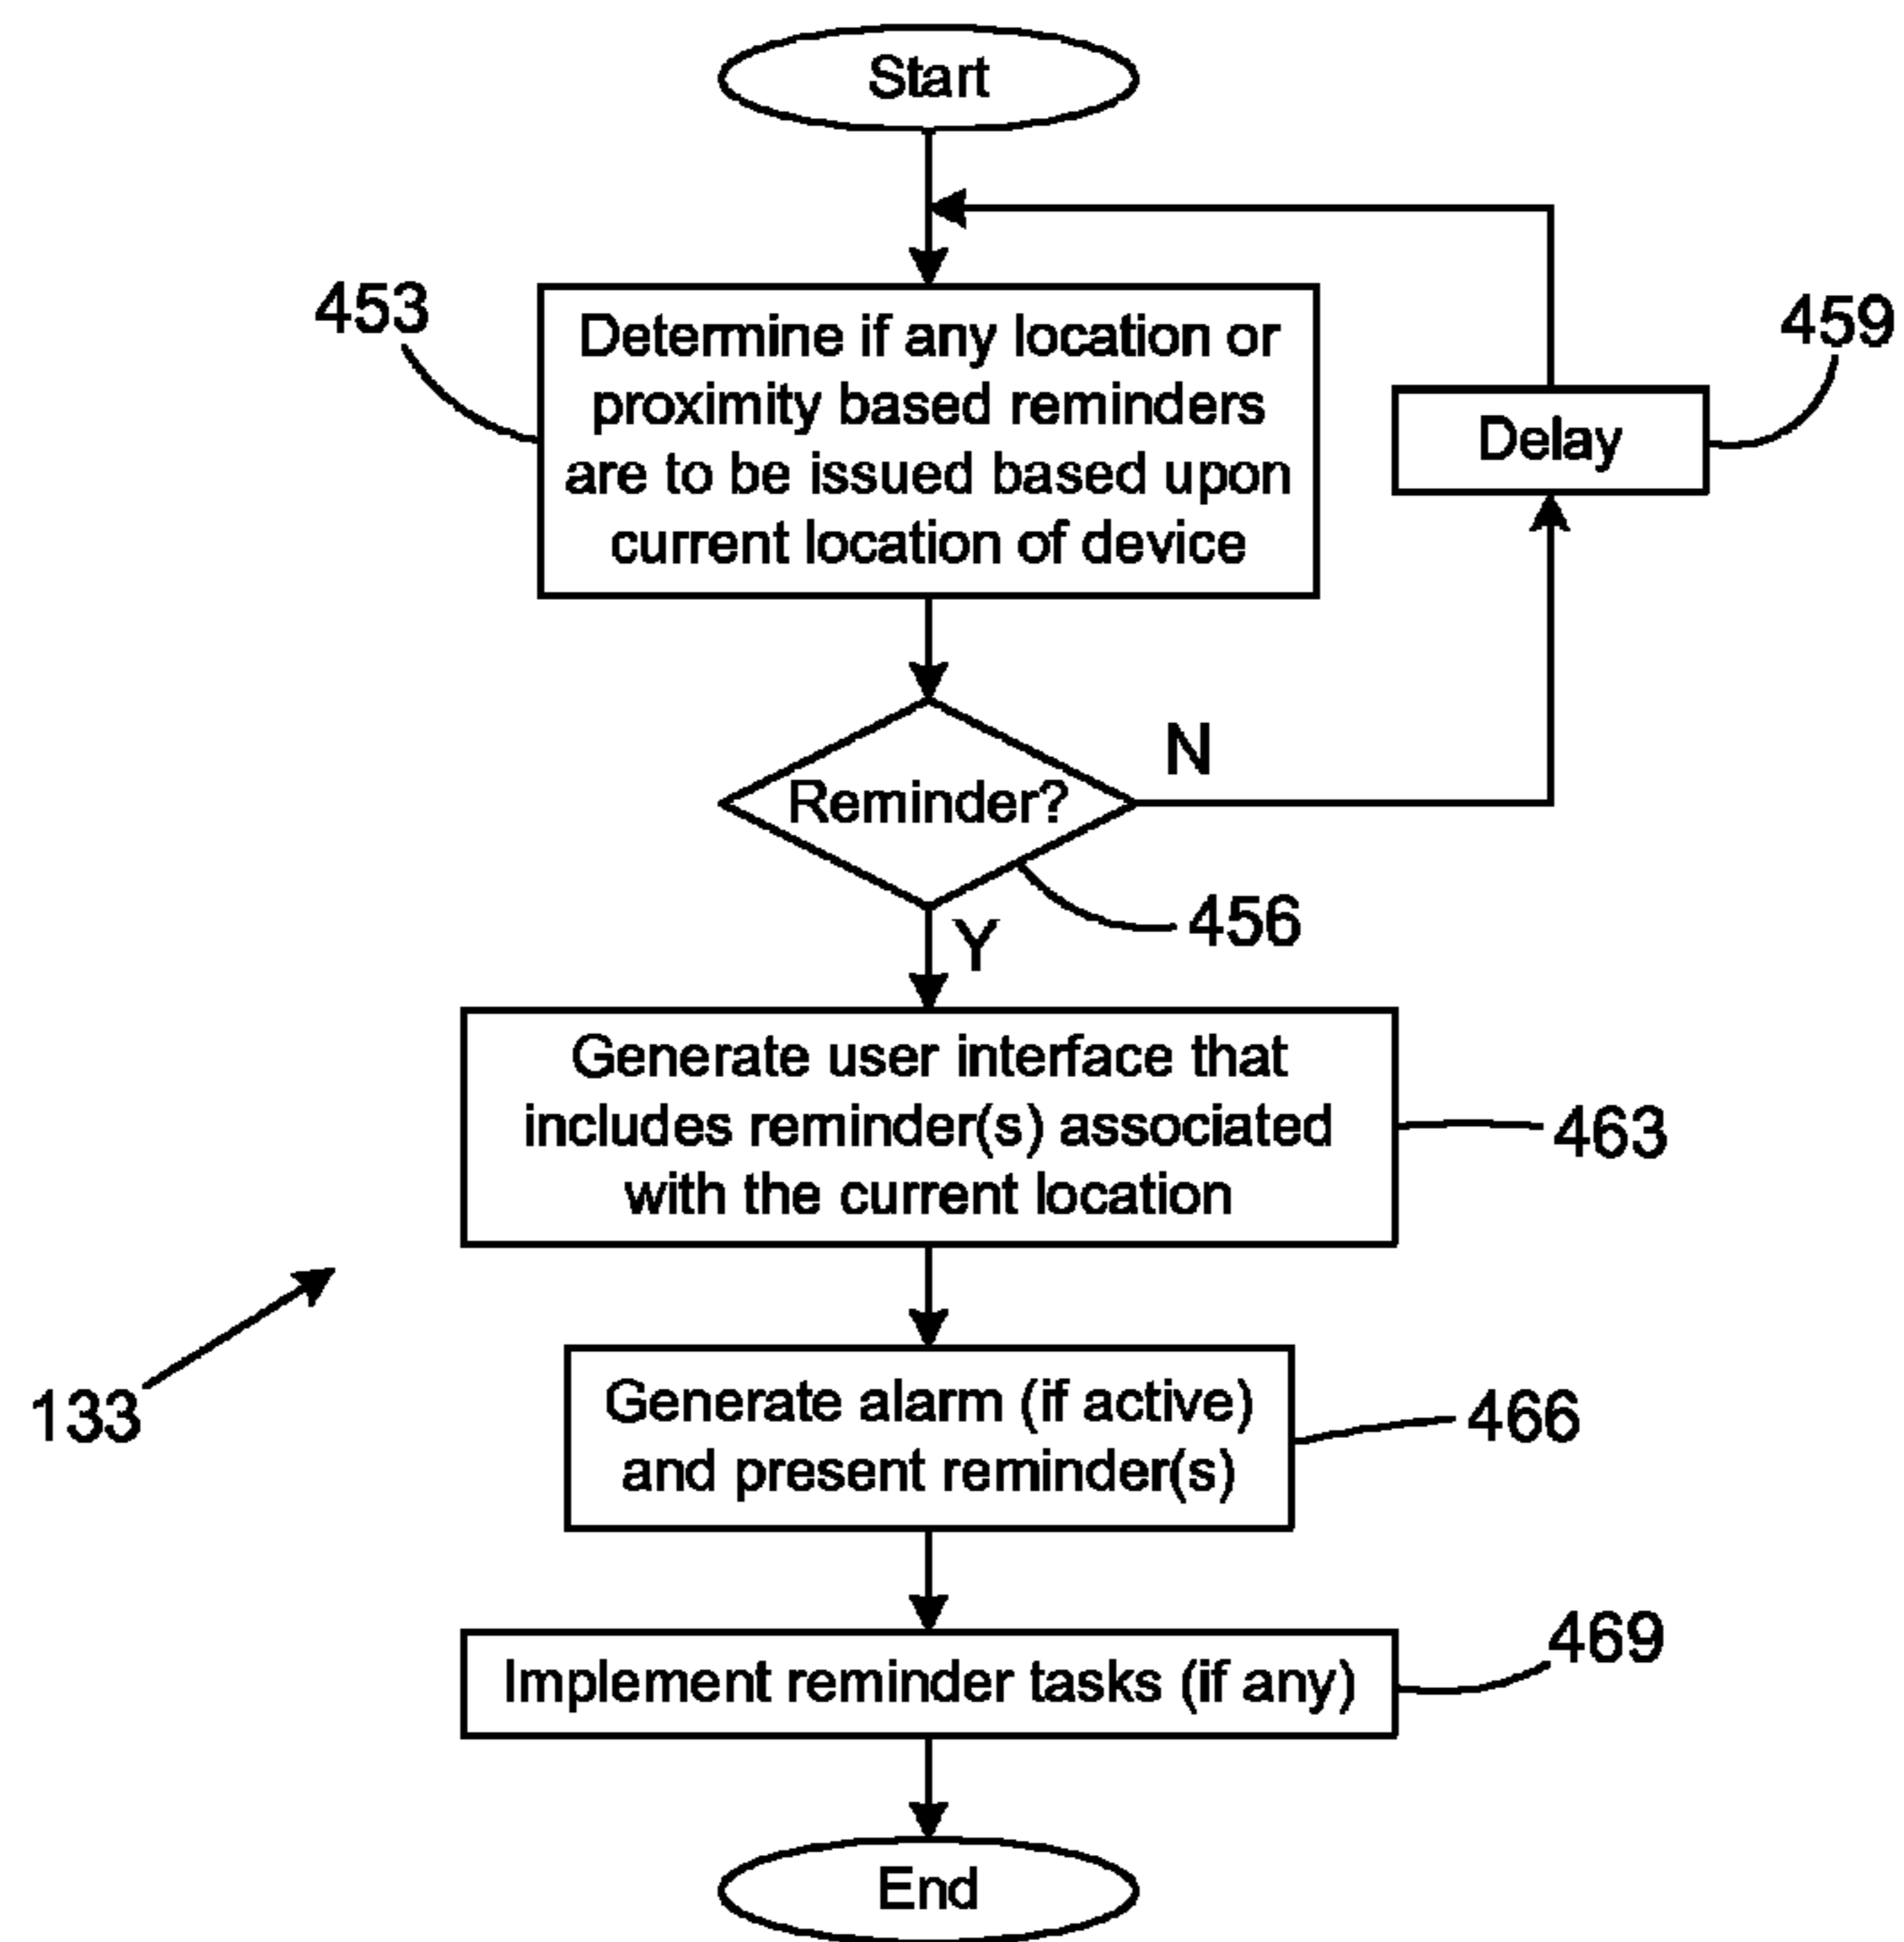 Start
453
Determine if any location or
proximity based reminders
are to be issued based upon
current location of device
459
Delay
N
Reminder?
456
Y
Generate user interface that
includes reminder(s) associated
with the current location
463
133
Generate alarm (if active)
and present reminder(s)
466
469
Implement reminder tasks (if any)
End